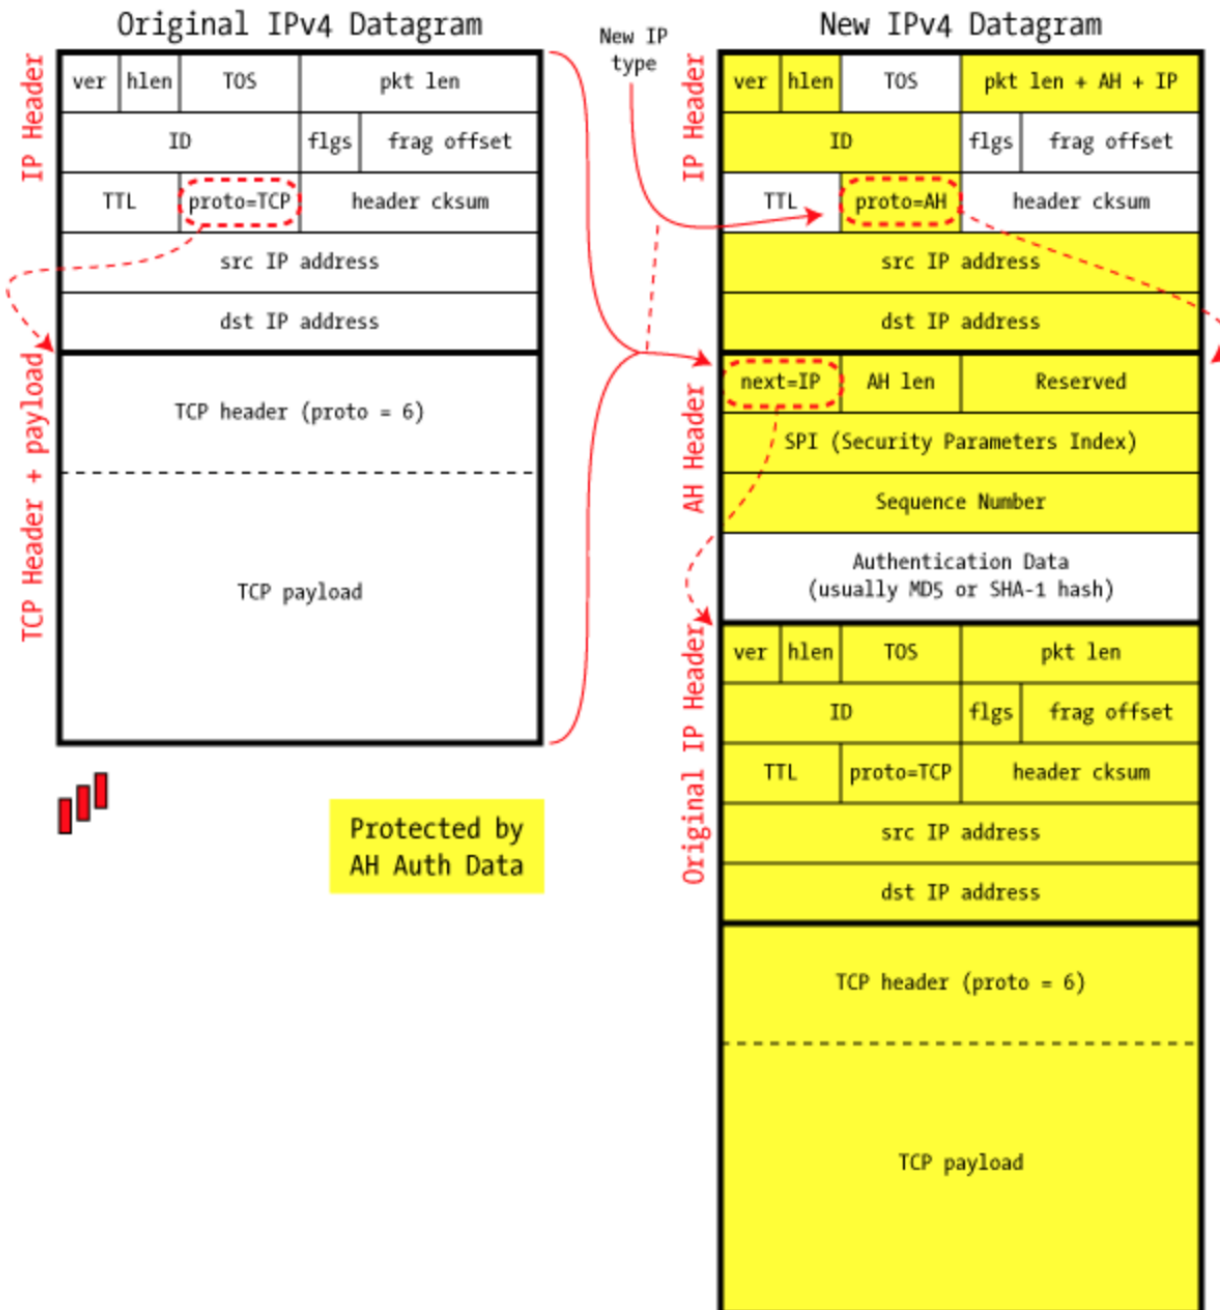 Original IPv4 Datagram
IP Header
ver hlen TOS pkt len
ID flgs frag offset
TTL proto=TCP header cksum
src IP address
dst IP address
TCP Header + payload
TCP header (proto = 6)
TCP payload
Protected by
AH Auth Data
New IP
type
New IPv4 Datagram
IP Header
ver hlen TOS pkt len + AH + IP
ID flgs frag offset
TTL proto=AH header cksum
src IP address
dst IP address
AH Header
next=IP AH len Reserved
SPI (Security Parameters Index)
Sequence Number
Authentication Data
(usually MD5 or SHA-1 hash)
Original IP Header
ver hlen TOS pkt len
ID flgs frag offset
TTL proto=TCP header cksum
src IP address
dst IP address
TCP header (proto = 6)
TCP payload